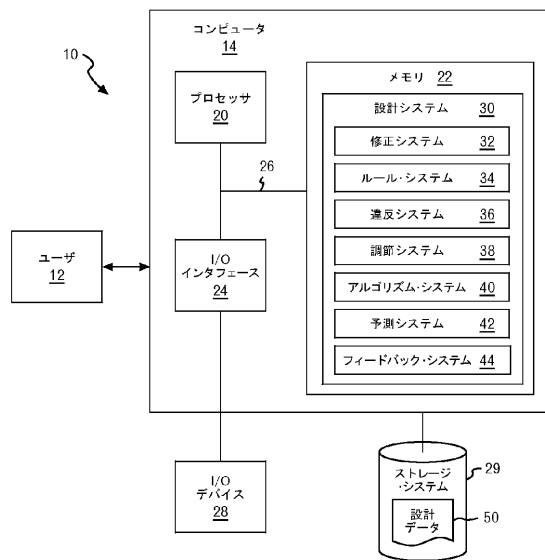 10
コンピュータ
14
プロセッサ
20
メモリ 22
設計システム 30
修正システム 32
ルール・システム 34
違反システム 36
調節システム 38
アルゴリズム・システム 40
予測システム 42
フィードバック・システム 44
26
ユーザ
12
I/O
インタフェース
24
I/O
デバイス
28
ストレージ
・システム
29
設計
データ
50